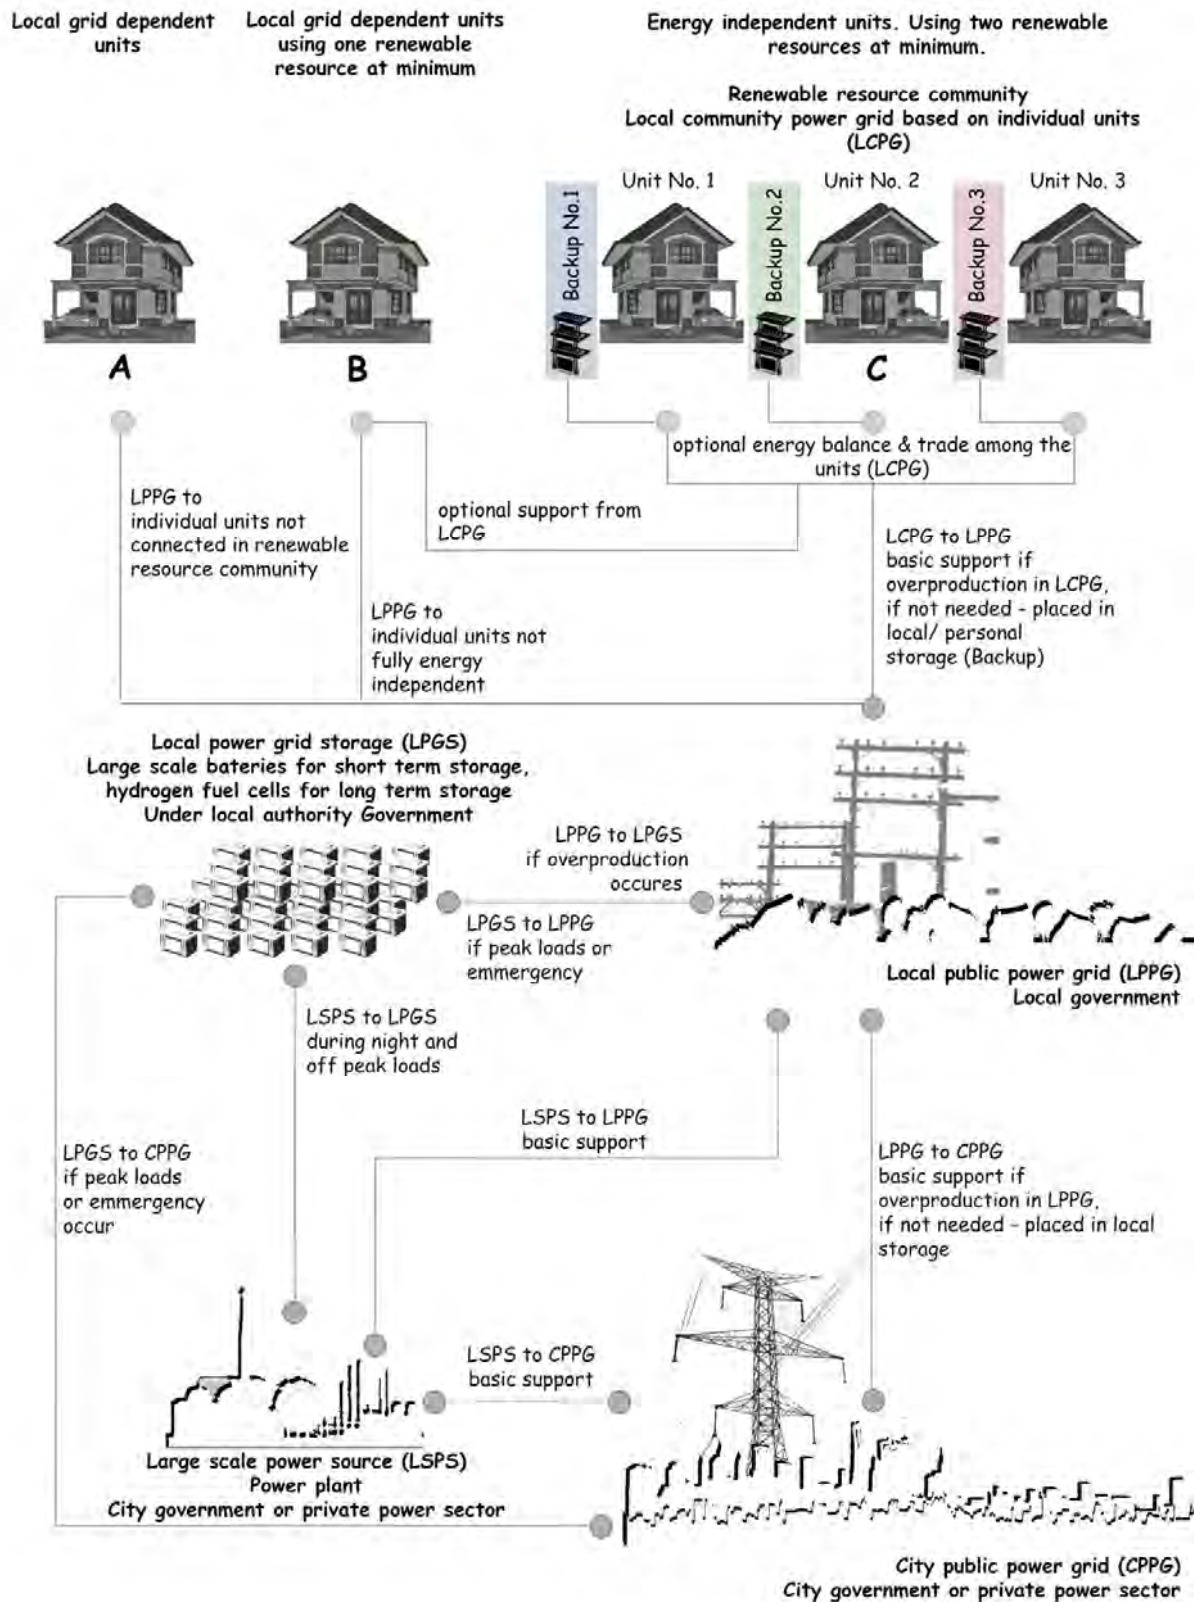 Local grid dependent
units
Local grid dependent units
using one renewable
resource at minimum
Energy independent units. Using two renewable
resources at minimum.
Renewable resource community
Local community power grid based on individual units
(LCPG)
Backup No.1
Unit No. 1
Backup No.2
Unit No. 2
Backup No.3
Unit No. 3
A
B
C
optional energy balance & trade among the
units (LCPG)
LPPG to
individual units not
connected in renewable
resource community
optional support from
LCPG
LCPG to LPPG
basic support if
overproduction in LCPG,
if not needed - placed in
local/ personal
storage (Backup)
LPPG to
individual units not
fully energy
independent
Local power grid storage (LPGS)
Large scale bateries for short term storage,
hydrogen fuel cells for long term storage
Under local authority Government
LPPG to LPGS
if overproduction
occures
LPGS to LPPG
if peak loads or
emmergency
Local public power grid (LPPG)
Local government
LSPS to LPGS
during night and
off peak loads
LSPS to LPPG
basic support
LPGS to CPPG
if peak loads
or emmergency
occur
LPPG to CPPG
basic support if
overproduction in LPPG,
if not needed - placed in local
storage
LSPS to CPPG
basic support
Large scale power source (LSPS)
Power plant
City government or private power sector
City public power grid (CPPG)
City government or private power sector